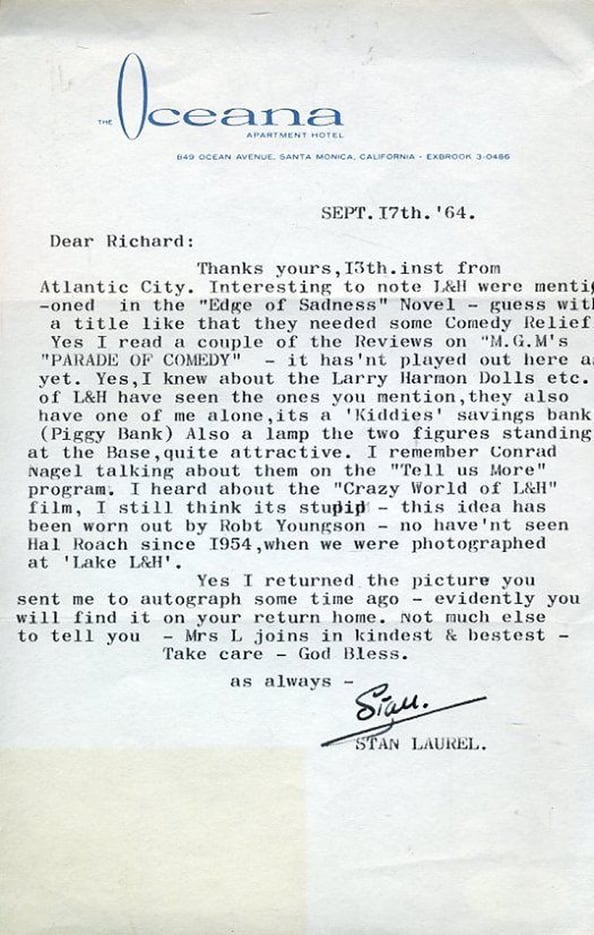 THE Oceana
APARTMENT HOTEL
849 OCEAN AVENUE, SANTA MONICA, CALIFORNIA - EXBROOK 3-0486
SEPT.I7th.'64.
Dear Richard:
Thanks yours,I3th.inst from
Atlantic City. Interesting to note L&H were menti
-oned in the "Edge of Sadness" Novel - guess with
a title like that they needed some Comedy Relief
Yes I read a couple of the Reviews on "M.G.M's
"PARADE OF COMEDY" - it has'nt played out here a
yet. Yes,I knew about the Larry Harmon Dolls etc.
of L&H have seen the ones you mention,they also
have one of me alone,its a 'Kiddies' savings bank
(Piggy Bank) Also a lamp the two figures standing
at the Base,quite attractive. I remember Conrad
Nagel talking about them on the "Tell us More"
program. I heard about the "Crazy World of L&H"
film, I still think its stupid - this idea has
been worn out by Robt Youngson - no have'nt seen
Hal Roach since I954,when we were photographed
at 'Lake L&H'.
Yes I returned the picture you
sent me to autograph some time ago - evidently you
will find it on your return home. Not much else
to tell you - Mrs L joins in kindest & bestest -
Take care - God Bless.
as always -
Stan.
STAN LAUREL.